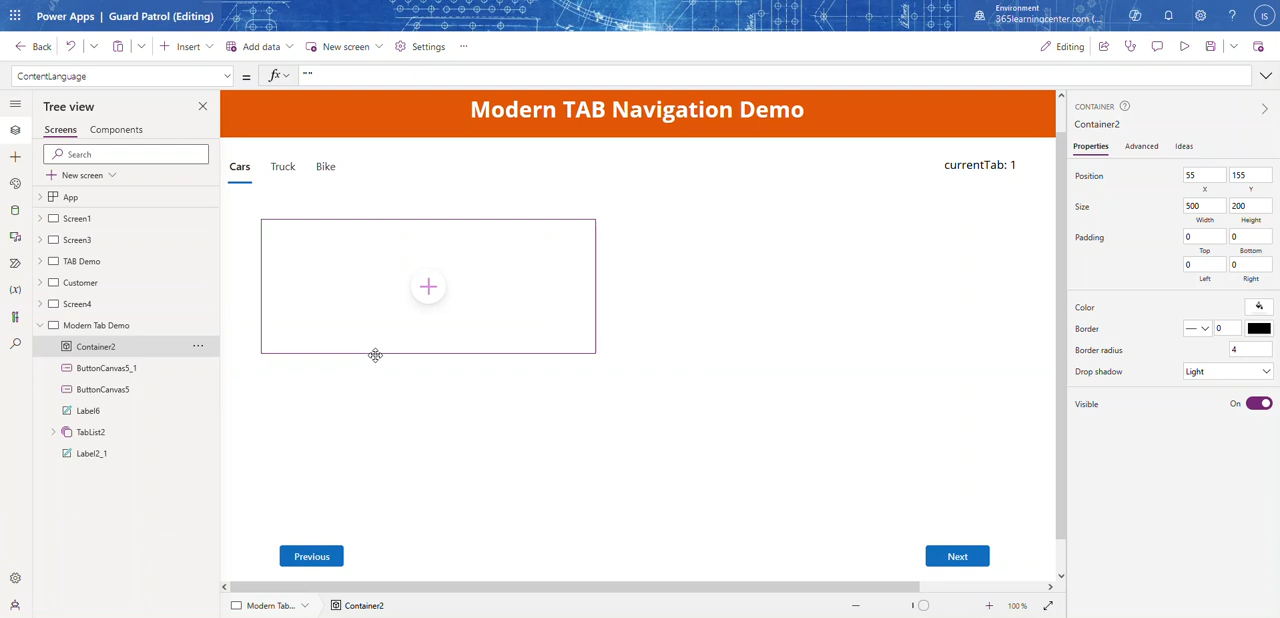 Power Apps | Guard Patrol (Editing)
Environment
365learningcenter.com (...
IS
Back
Insert
Add data
New screen
Settings
Editing
ContentLanguage
=
fx
""
Tree view
Screens
Components
Search
New screen
App
Screen1
Screen3
TAB Demo
Customer
Screen4
Modern Tab Demo
Container2
ButtonCanvas5_1
ButtonCanvas5
Label6
TabList2
Label2_1
Modern TAB Navigation Demo
Cars
Truck
Bike
currentTab: 1
Previous
Next
Modern Tab...
Container2
100 %
CONTAINER
Container2
Properties
Advanced
Ideas
Position
55
155
X
Y
Size
500
200
Width
Height
Padding
0
0
Top
Bottom
0
0
Left
Right
Color
Border
0
Border radius
4
Drop shadow
Light
Visible
On